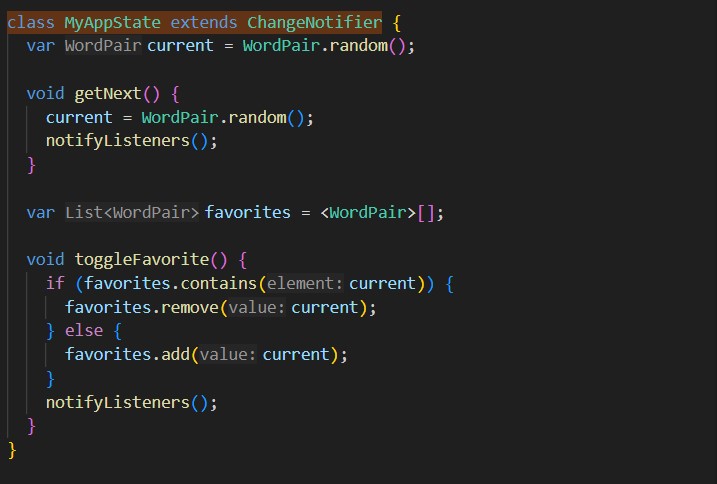 class MyAppState extends ChangeNotifier {
  var WordPair current = WordPair.random();

  void getNext() {
    current = WordPair.random();
    notifyListeners();
  }

  var List<WordPair> favorites = <WordPair>[];

  void toggleFavorite() {
    if (favorites.contains(element: current)) {
      favorites.remove(value: current);
    } else {
      favorites.add(value: current);
    }
    notifyListeners();
  }
}